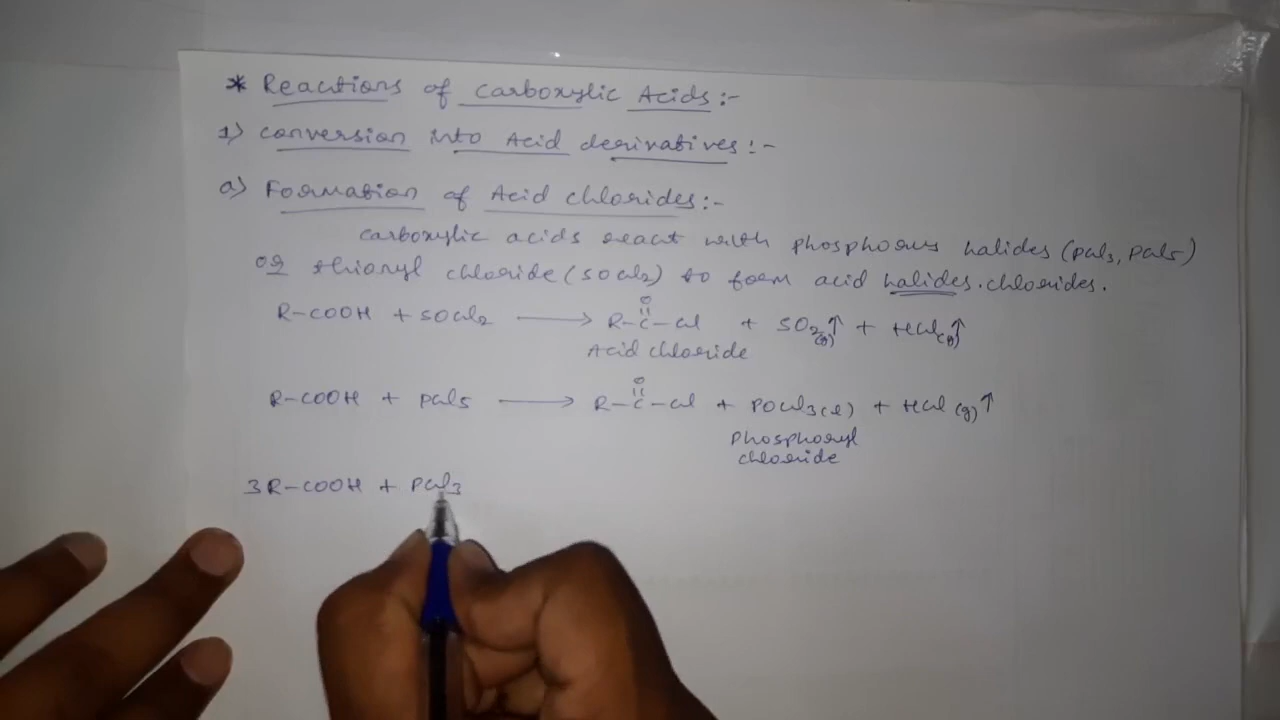 * Reactions of Carboxylic Acids :-
1) Conversion into Acid derivatives :-
a) Formation of Acid chlorides :-
Carboxylic acids react with phosphorus halides (PCl3, PCl5)
or thionyl chloride (SOCl2) to form acid halides. chlorides.
O
R-COOH + SOCl2 ⟶ R-C-Cl + SO2(g)↑ + HCl(g)↑
Acid chloride
O
R-COOH + PCl5 ⟶ R-C-Cl + POCl3(l) + HCl (g)↑
Phosphoryl
chloride
3R-COOH + PCl3